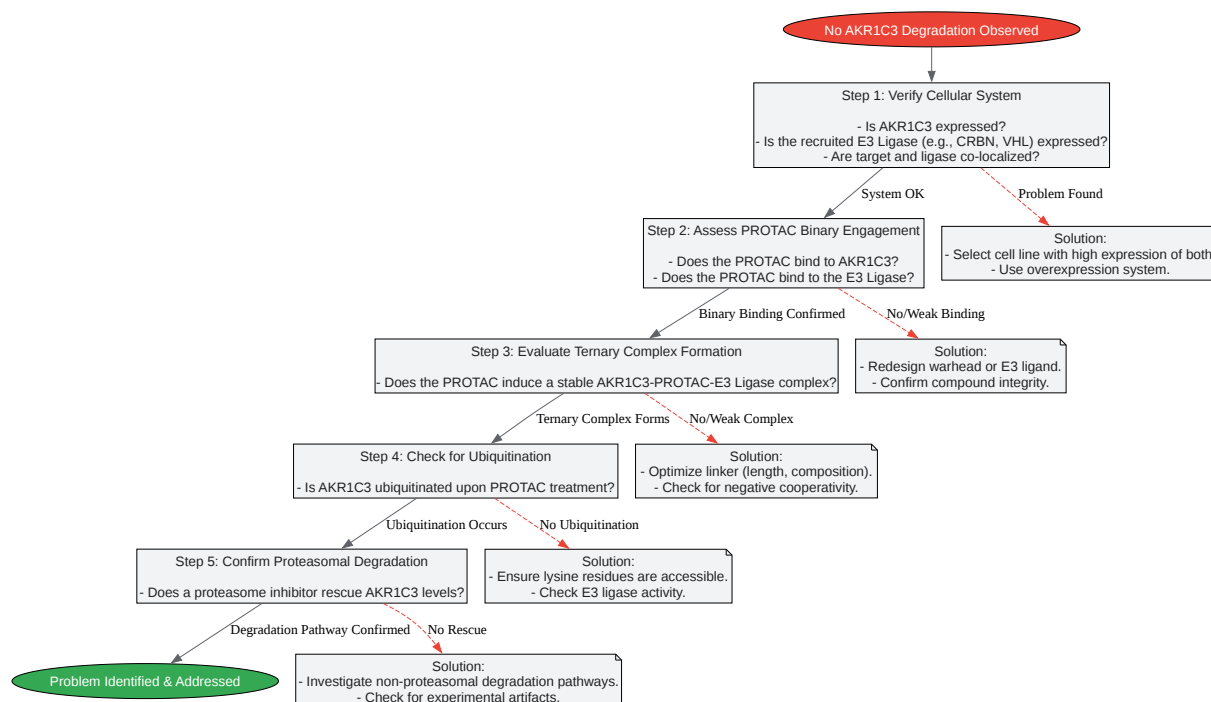 No AKR1C3 Degradation Observed
Step 1: Verify Cellular System
- Is AKR1C3 expressed?
- Is the recruited E3 Ligase (e.g., CRBN, VHL) expressed?
- Are target and ligase co-localized?
System OK
Problem Found
Step 2: Assess PROTAC Binary Engagement
- Does the PROTAC bind to AKR1C3?
- Does the PROTAC bind to the E3 Ligase?
Solution:
- Select cell line with high expression of both
- Use overexpression system.
Binary Binding Confirmed
No/Weak Binding
Step 3: Evaluate Ternary Complex Formation
- Does the PROTAC induce a stable AKR1C3-PROTAC-E3 Ligase complex?
Solution:
- Redesign warhead or E3 ligand.
- Confirm compound integrity.
Ternary Complex Forms
No/Weak Complex
Step 4: Check for Ubiquitination
- Is AKR1C3 ubiquitinated upon PROTAC treatment?
Solution:
- Optimize linker (length, composition).
- Check for negative cooperativity.
Ubiquitination Occurs
No Ubiquitination
Step 5: Confirm Proteasomal Degradation
- Does a proteasome inhibitor rescue AKR1C3 levels?
Solution:
- Ensure lysine residues are accessible.
- Check E3 ligase activity.
Degradation Pathway Confirmed
No Rescue
Problem Identified & Addressed
Solution:
- Investigate non-proteasomal degradation pathways.
- Check for experimental artifacts.